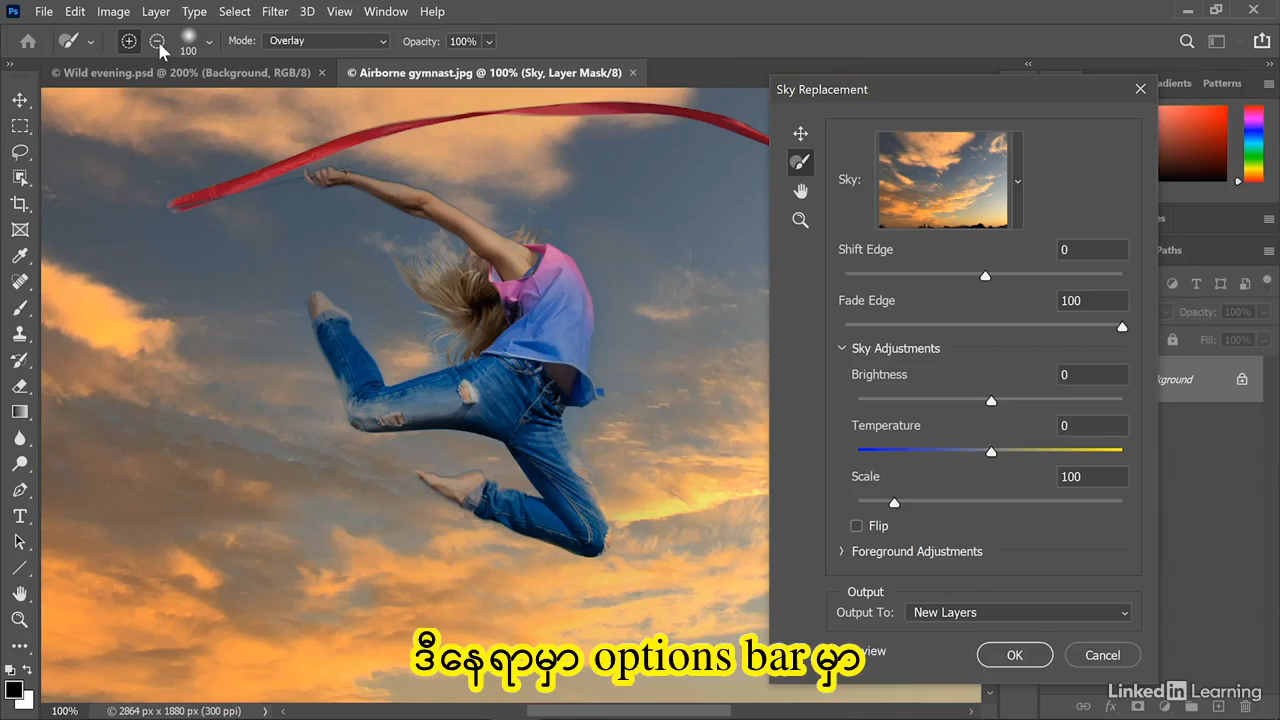 Ps File Edit Image Layer Type Select Filter 3D View Window Help
100 Mode: Overlay Opacity: 100%
© Wild evening.psd @ 200% (Background, RGB/8) × © Airborne gymnast.jpg @ 100% (Sky, Layer Mask/8) ×
Sky Replacement
Patterns
Sky:
Shift Edge 0
Fade Edge 100
Sky Adjustments
Brightness 0
Temperature 0
Scale 100
Flip
Foreground Adjustments
Output
Output To: New Layers
OK Cancel
Paths
Opacity: 100%
Fill: 100%
ဒီနေရာမှာ options bar မှာ
LinkedIn Learning
100% © 2864 px x 1880 px (300 ppi)